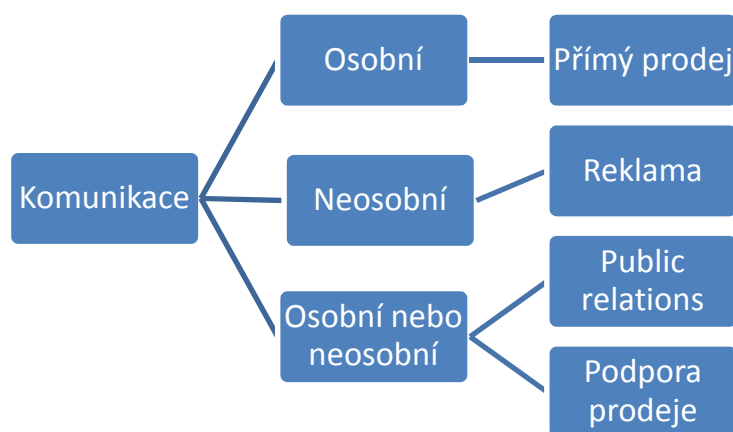 Komunikace
Osobní
Přímý prodej
Neosobní
Reklama
Osobní nebo
neosobní
Public
relations
Podpora
prodeje